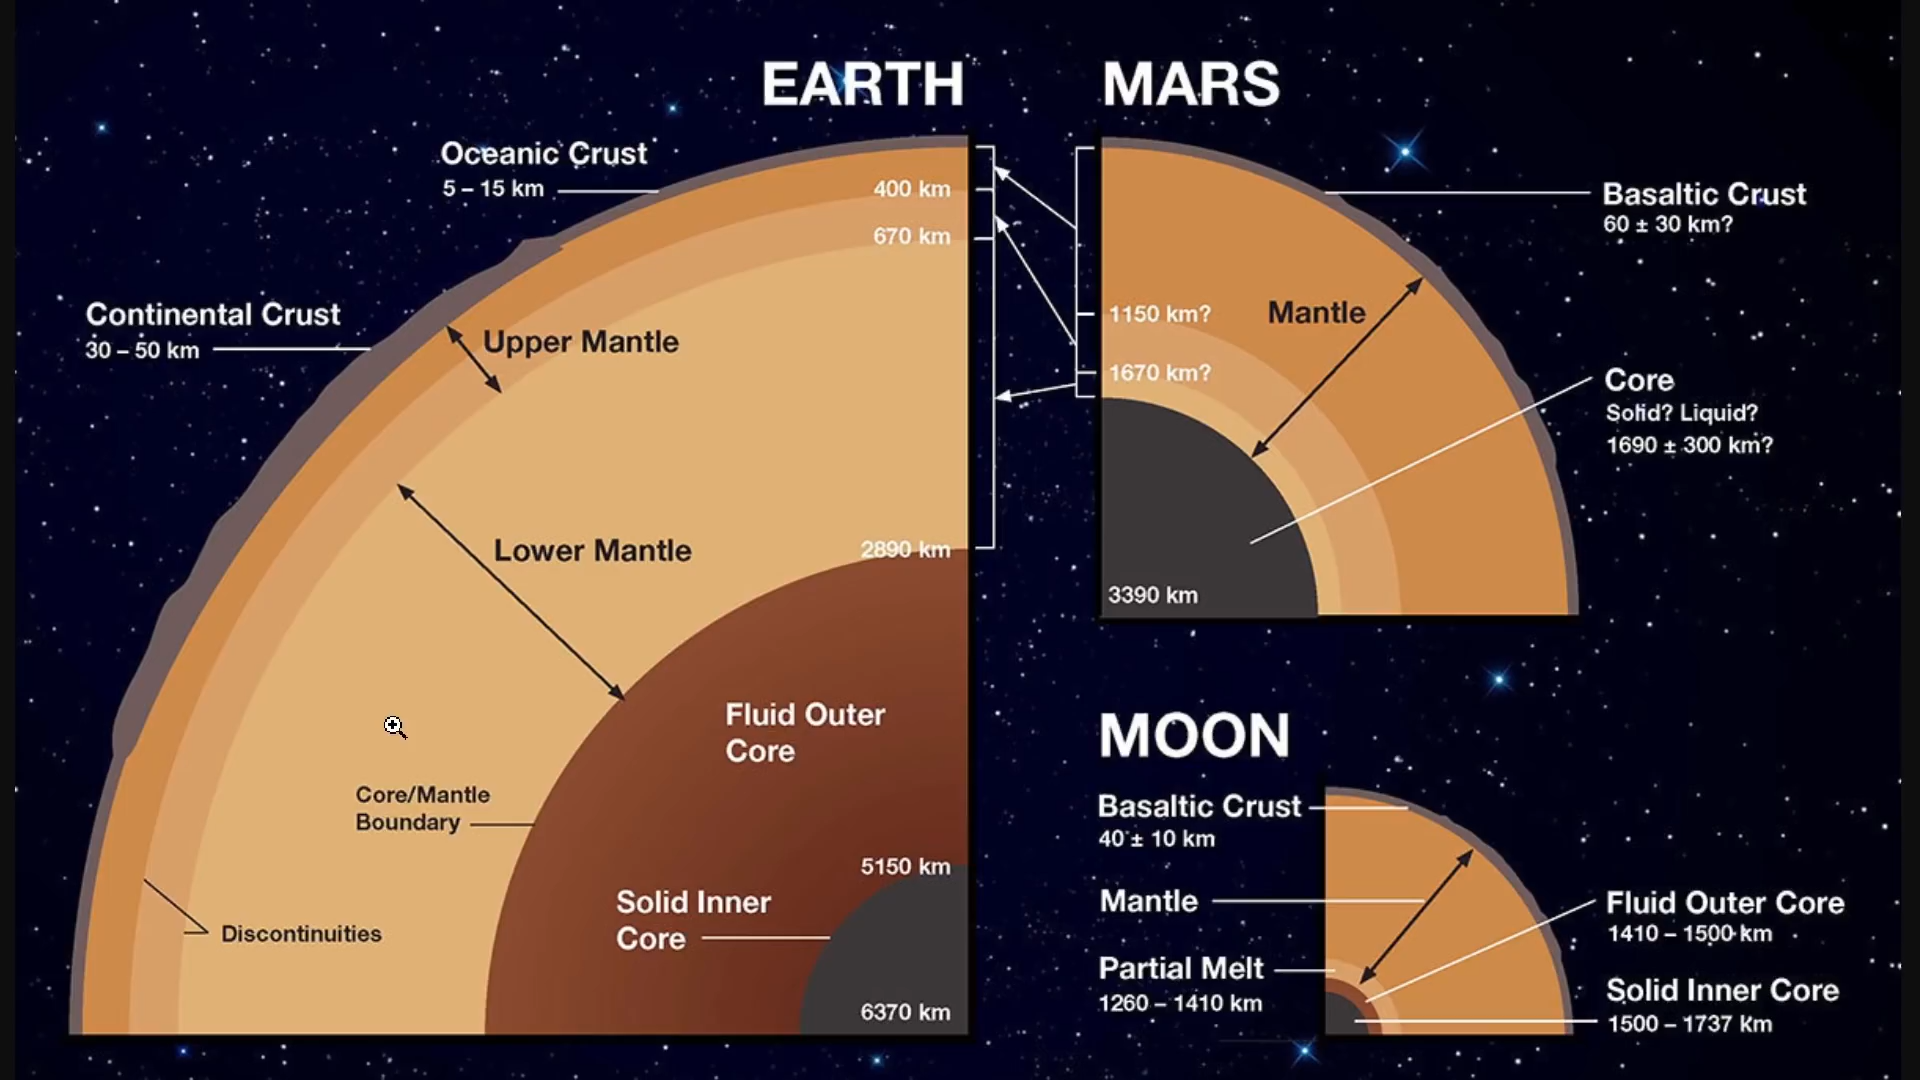 EARTH
Oceanic Crust
5 – 15 km
400 km
670 km
Continental Crust
30 – 50 km
Upper Mantle
Lower Mantle
2890 km
Fluid Outer
Core
Core/Mantle
Boundary
5150 km
Solid Inner
Core
Discontinuities
6370 km
MARS
Basaltic Crust
60 ± 30 km?
1150 km?
Mantle
1670 km?
Core
Solid? Liquid?
1690 ± 300 km?
3390 km
MOON
Basaltic Crust
40 ± 10 km
Mantle
Partial Melt
1260 – 1410 km
Fluid Outer Core
1410 – 1500 km
Solid Inner Core
1500 – 1737 km